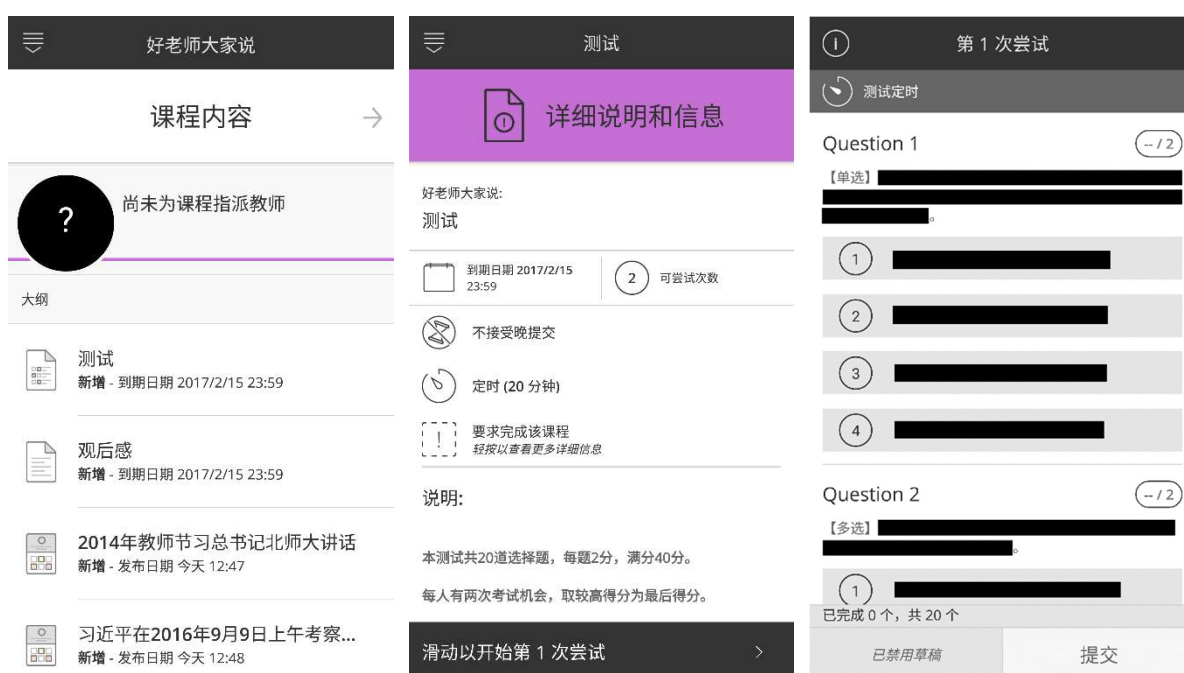 好老师大家说
课程内容
?
尚未为课程指派教师
大纲
测试
新增 - 到期日期 2017/2/15 23:59
观后感
新增 - 到期日期 2017/2/15 23:59
2014年教师节习总书记北师大讲话
新增 - 发布日期 今天 12:47
习近平在2016年9月9日上午考察...
新增 - 发布日期 今天 12:48
测试
详细说明和信息
好老师大家说:
测试
到期日期 2017/2/15
23:59
2 可尝试次数
不接受晚提交
定时 (20 分钟)
要求完成该课程
轻按以查看更多详细信息
说明:
本测试共20道选择题，每题2分，满分40分。
每人有两次考试机会，取较高得分为最后得分。
滑动以开始第 1 次尝试
第 1 次尝试
测试定时
Question 1
-- / 2
【单选】
。
1
2
3
4
Question 2
-- / 2
【多选】
。
1
已完成 0 个，共 20 个
已禁用草稿
提交